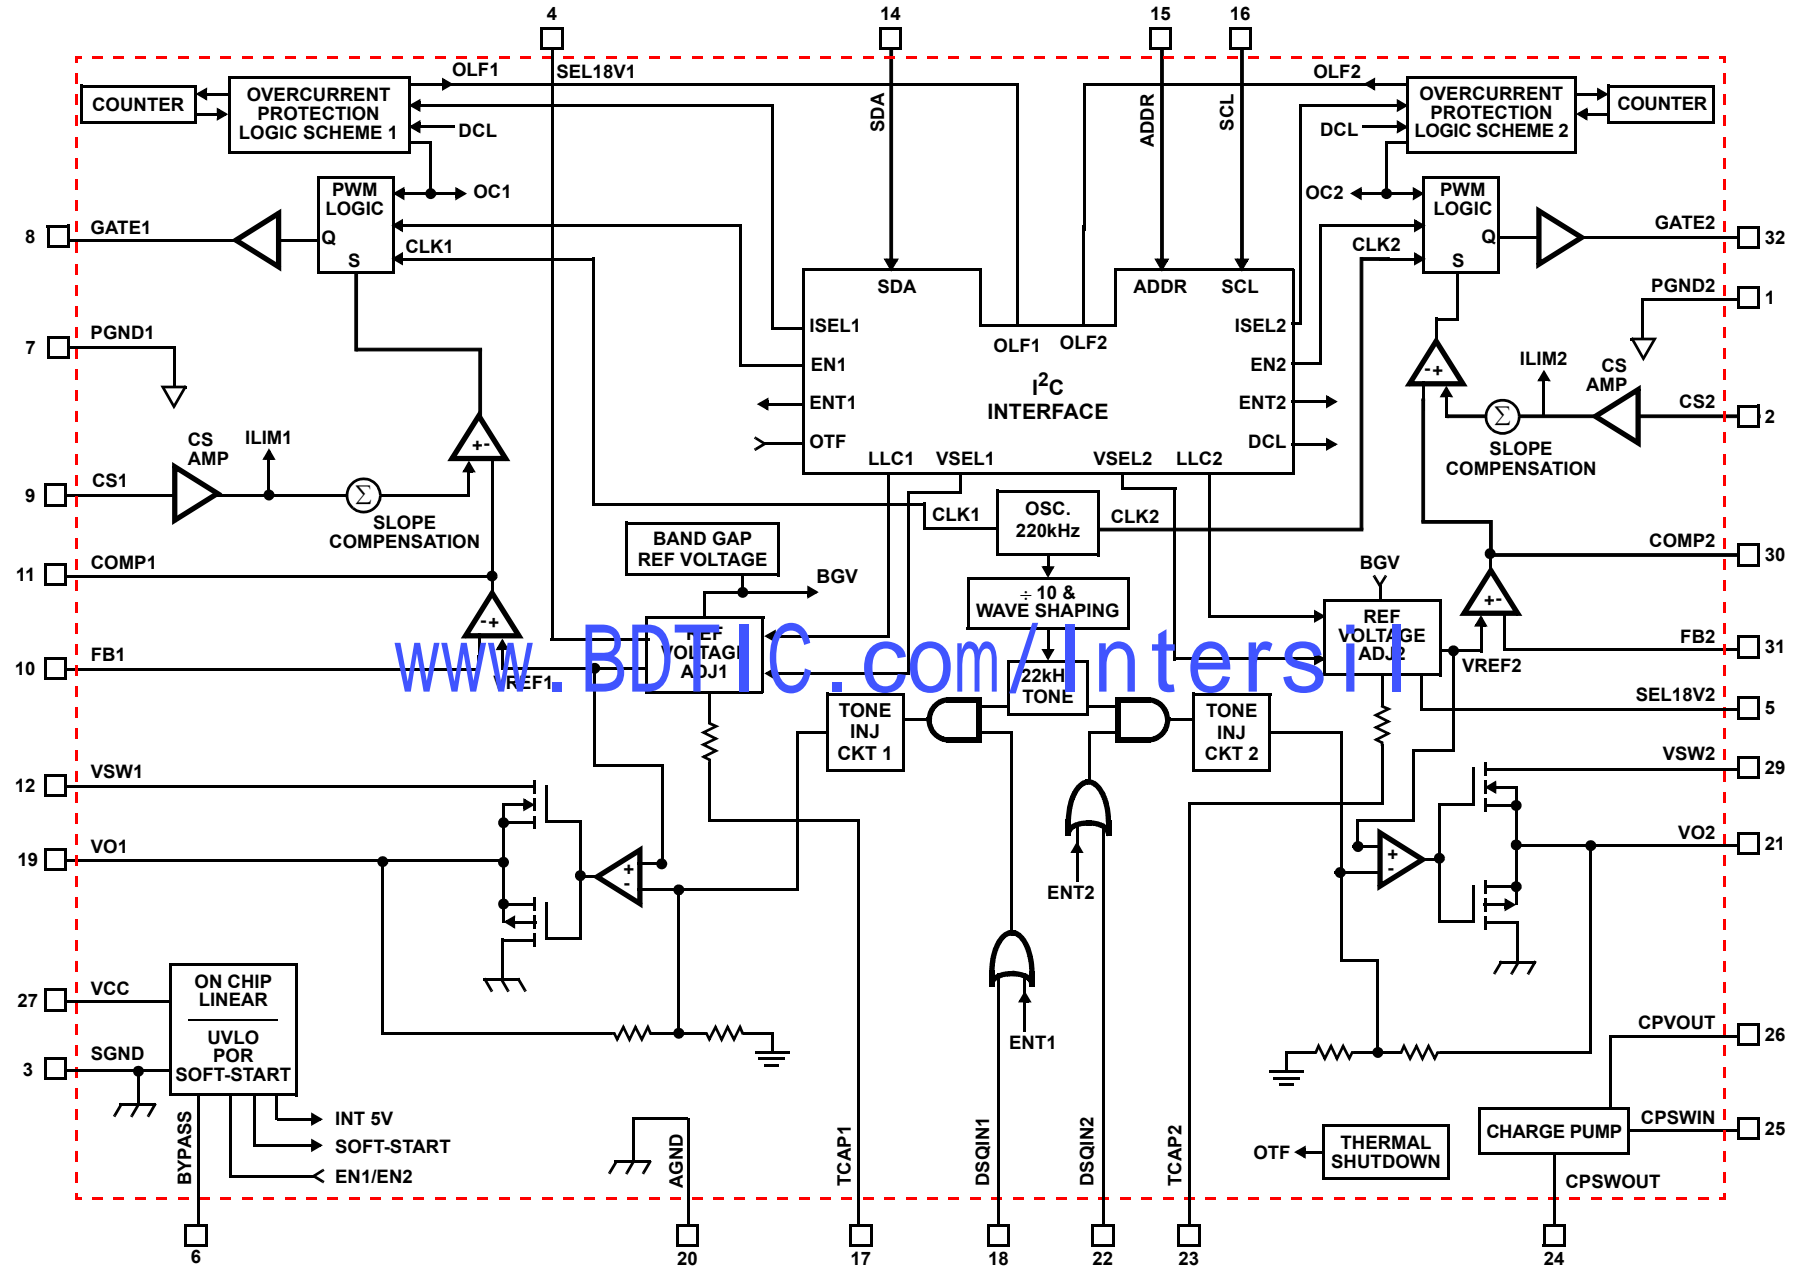 4
14
15
16
OLF1
SEL18V1
OLF2
COUNTER
OVERCURRENT
PROTECTION
LOGIC SCHEME 1
DCL
SDA
ADDR
SCL
DCL
OVERCURRENT
PROTECTION
LOGIC SCHEME 2
COUNTER
PWM
LOGIC
Q
S
OC1
CLK1
OC2
CLK2
PWM
LOGIC
Q
S
8
GATE1
GATE2
32
7
PGND1
PGND2
1
SDA
ADDR
SCL
ISEL1
OLF1
OLF2
ISEL2
EN1
EN2
ENT1
I2C
INTERFACE
ENT2
OTF
DCL
LLC1
VSEL1
VSEL2
LLC2
CS
AMP
ILIM1
+-
ILIM2
CS
AMP
-+
9
CS1
Σ
SLOPE
COMPENSATION
CS2
2
Σ
SLOPE
COMPENSATION
CLK1
OSC.
220kHz
CLK2
BAND GAP
REF VOLTAGE
BGV
BGV
11
COMP1
COMP2
30
÷ 10 &
WAVE SHAPING
-+
+-
REF
VOLTAGE
ADJ1
REF
VOLTAGE
ADJ2
10
FB1
VREF1
VREF2
FB2
31
www.BDTIC.com/Intersil
22kHz
TONE
SEL18V2
5
TONE
INJ
CKT 1
TONE
INJ
CKT 2
12
VSW1
VSW2
29
19
VO1
VO2
21
+
-
+
-
ENT2
ENT1
27
VCC
ON CHIP
LINEAR
UVLO
POR
SOFT-START
3
SGND
CPVOUT
26
INT 5V
SOFT-START
EN1/EN2
BYPASS
AGND
TCAP1
DSQIN1
DSQIN2
TCAP2
OTF
THERMAL
SHUTDOWN
CHARGE PUMP
CPSWIN
25
CPSWOUT
6
20
17
18
22
23
24